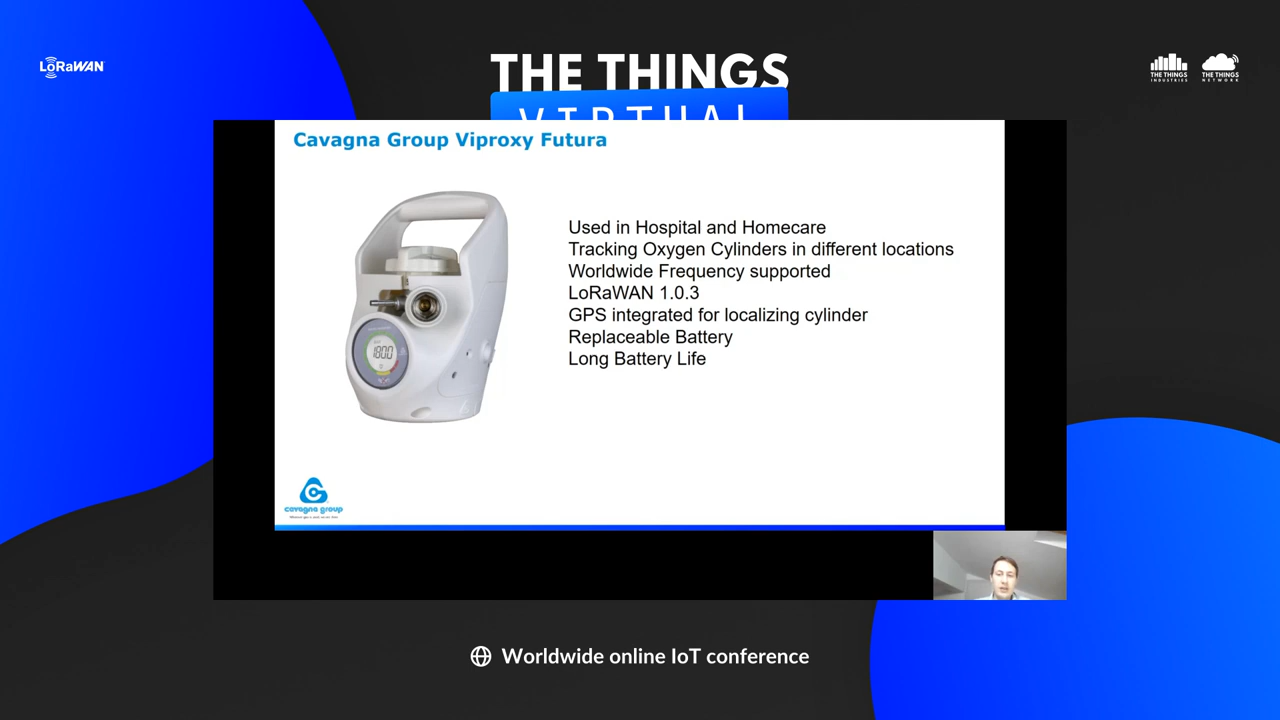 LoRaWAN
THE THINGS
VIRTUAL
THE THINGS
INDUSTRIES
THE THINGS
NETWORK
Cavagna Group Viproxy Futura
Used in Hospital and Homecare
Tracking Oxygen Cylinders in different locations
Worldwide Frequency supported
LoRaWAN 1.0.3
GPS integrated for localizing cylinder
Replaceable Battery
Long Battery Life
1800
cavagna group
Worldwide online IoT conference